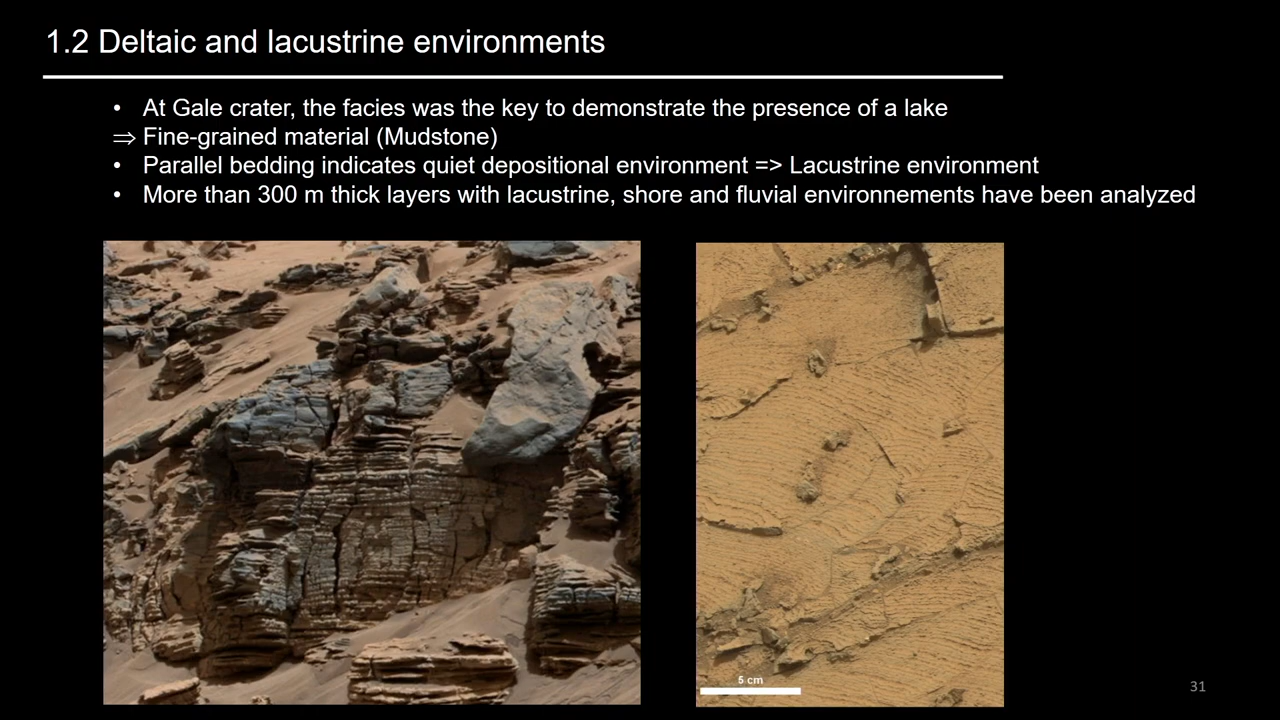 1.2 Deltaic and lacustrine environments
• At Gale crater, the facies was the key to demonstrate the presence of a lake
⇒ Fine-grained material (Mudstone)
• Parallel bedding indicates quiet depositional environment => Lacustrine environment
• More than 300 m thick layers with lacustrine, shore and fluvial environnements have been analyzed
5 cm
31